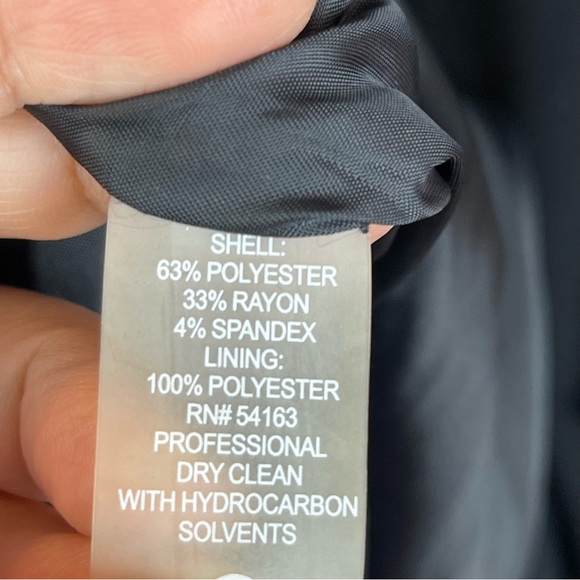 SHELL:
63% POLYESTER
33% RAYON
4% SPANDEX
LINING:
100% POLYESTER
RN# 54163
PROFESSIONAL
DRY CLEAN
WITH HYDROCARBON
SOLVENTS